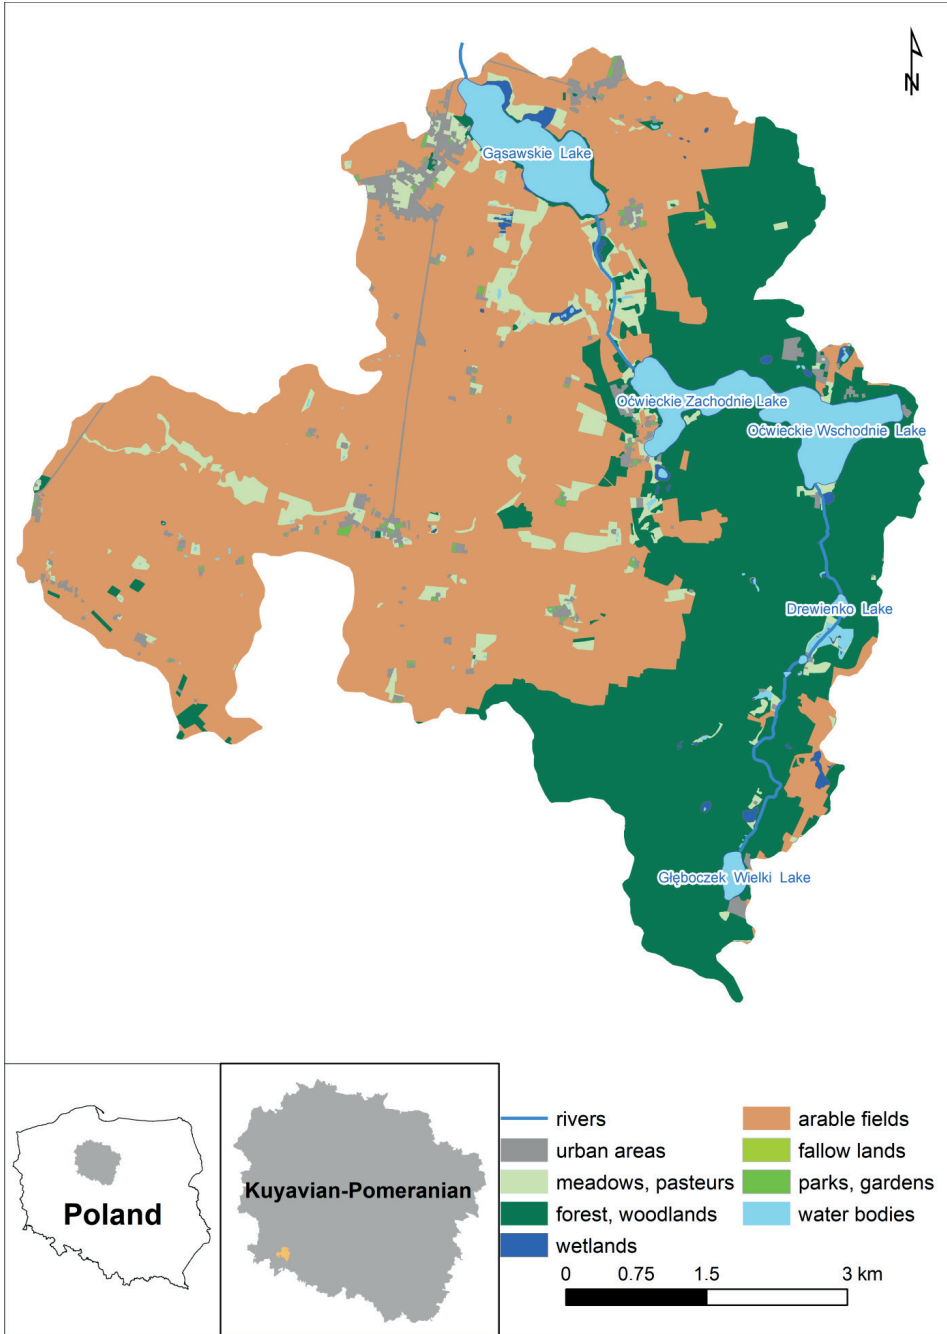 N
Gąsawskie Lake
Oćwieckie Zachodnie Lake
Oćwieckie Wschodnie Lake
Drewienko Lake
Głęboczek Wielki Lake
Poland
Kuyavian-Pomeranian
rivers
urban areas
meadows, pasteurs
forest, woodlands
wetlands
arable fields
fallow lands
parks, gardens
water bodies
0 0.75 1.5 3 km